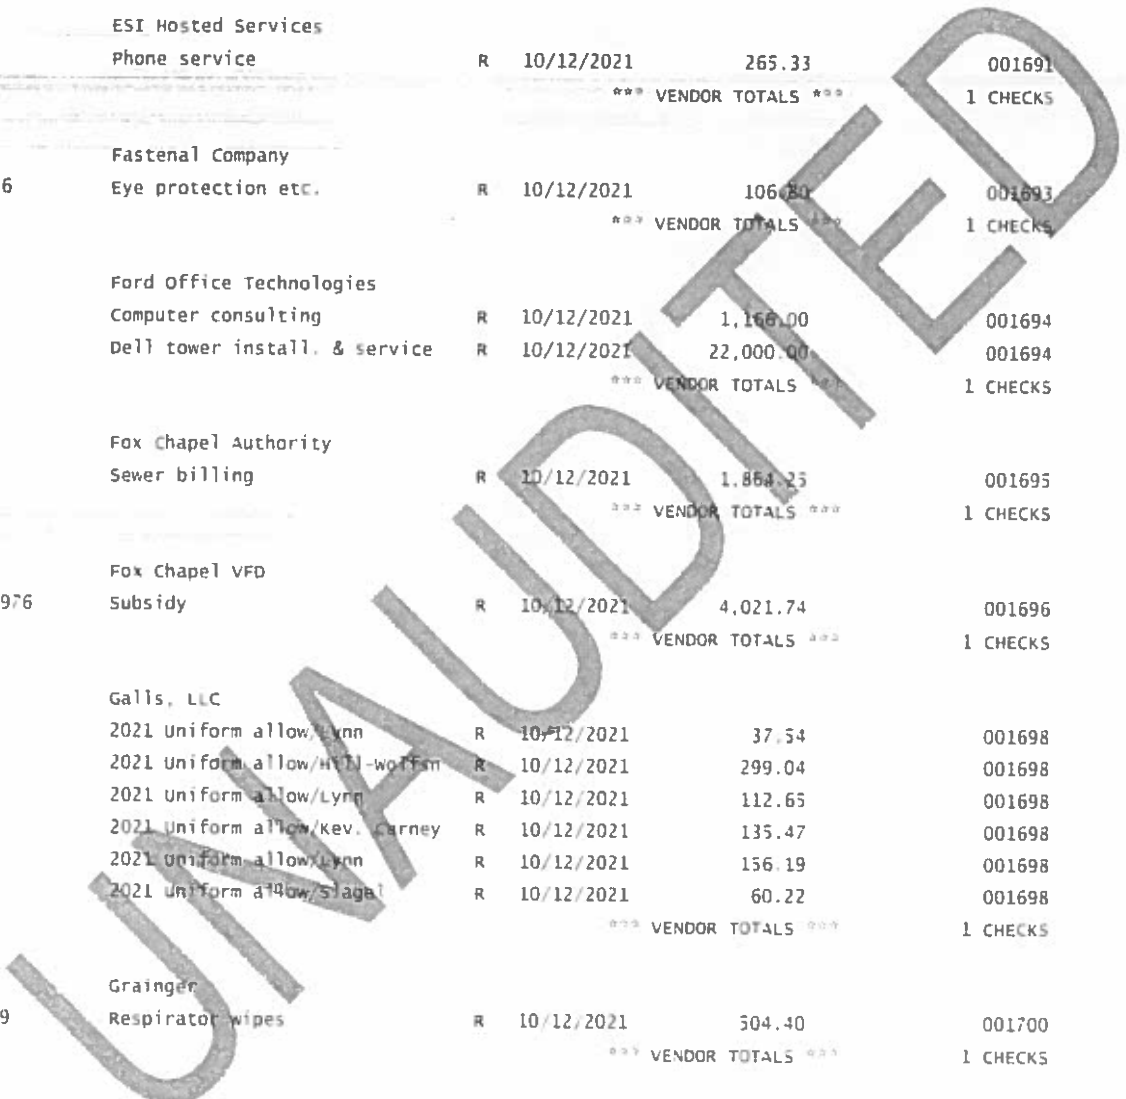 ESI Hosted Services
Phone service R 10/12/2021 265.33 001691
*** VENDOR TOTALS *** 1 CHECKS
Fastenal Company
6 Eye protection etc. R 10/12/2021 106.80 001693
*** VENDOR TOTALS *** 1 CHECKS
Ford Office Technologies
Computer consulting R 10/12/2021 1,166.00 001694
Dell tower install. & service R 10/12/2021 22,000.00 001694
*** VENDOR TOTALS *** 1 CHECKS
Fox Chapel Authority
Sewer billing R 10/12/2021 1,864.25 001695
*** VENDOR TOTALS *** 1 CHECKS
Fox Chapel VFD
976 Subsidy R 10/12/2021 4,021.74 001696
*** VENDOR TOTALS *** 1 CHECKS
Galls, LLC
2021 Uniform allow/Lynn R 10/12/2021 37.54 001698
2021 Uniform allow/Hill-Wolfsn R 10/12/2021 299.04 001698
2021 Uniform allow/Lynn R 10/12/2021 112.65 001698
2021 Uniform allow/Kev. Carney R 10/12/2021 135.47 001698
2021 Uniform allow/Lynn R 10/12/2021 156.19 001698
2021 Uniform allow/Slagel R 10/12/2021 60.22 001698
*** VENDOR TOTALS *** 1 CHECKS
Grainger
9 Respirator wipes R 10/12/2021 504.40 001700
*** VENDOR TOTALS *** 1 CHECKS
UNAUDITED